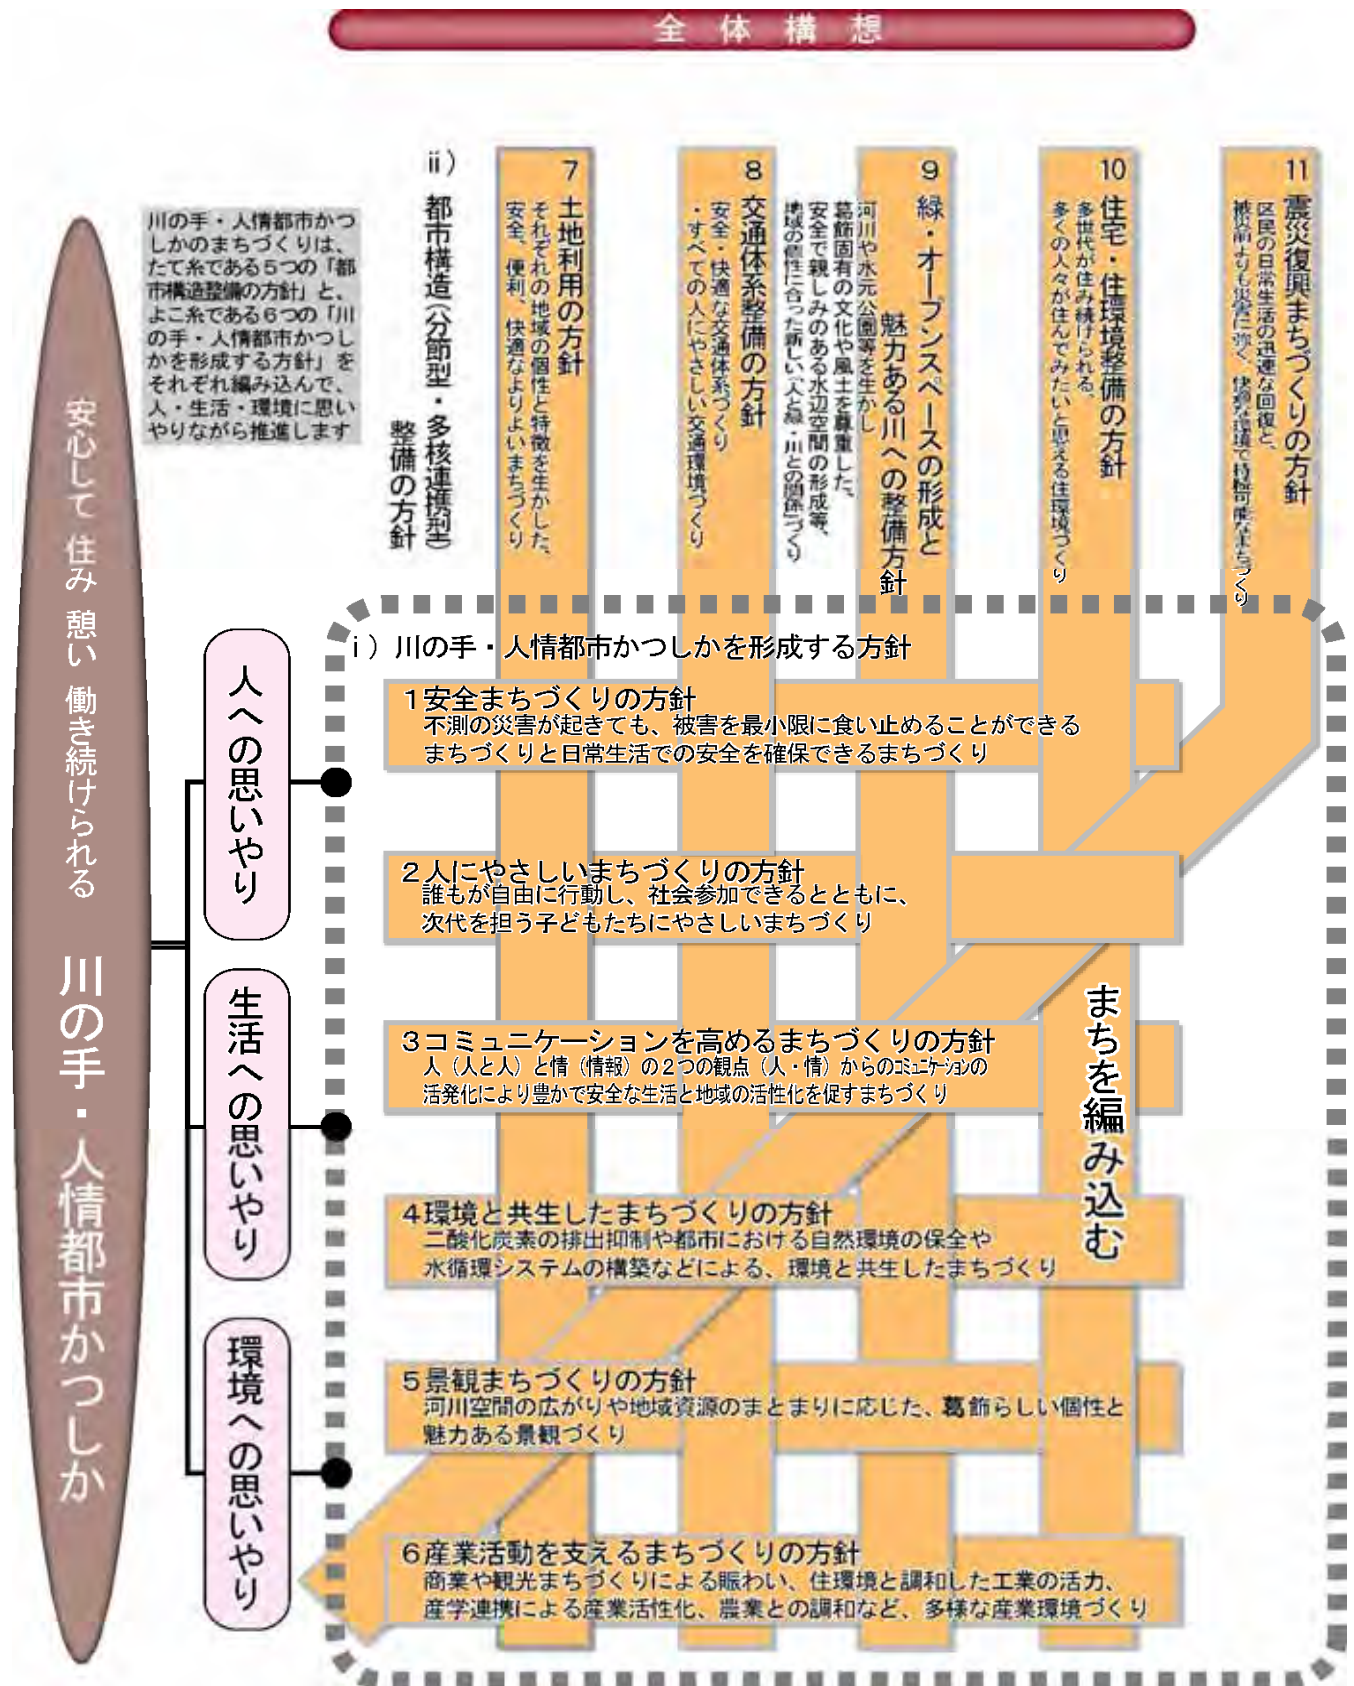 全体構想
川の手・人情都市かつ
しかのまちづくりは、
たて糸である５つの「都
市構造整備の方針」と、
よこ糸である６つの「川
の手・人情都市かつし
かを形成する方針」を
それぞれ編み込んで、
人・生活・環境に思い
やりながら推進します
安心して 住み 憩い 働き続けられる 川の手・人情都市かつしか
ⅱ）都市構造（分節型・多核連携型）
整備の方針
7 土地利用の方針
それぞれの地域の個性と特徴を生かした、
安全、便利、快適なよりよいまちづくり
8 交通体系整備の方針
安全・快適な交通体系づくり
・すべての人にやさしい交通環境づくり
9 緑・オープンスペースの形成と
魅力ある川への整備方針
河川や水元公園等を生かし
葛飾固有の文化や風土を尊重した、
安全で親しみのある水辺空間の形成等、
地域の個性に合った新しい「人と緑・川との関係」づくり
10 住宅・住環境整備の方針
多世代が住み続けられる、
多くの人々が住んでみたいと思える住環境づくり
11 震災復興まちづくりの方針
区民の日常生活の迅速な回復と、
被災前よりも災害に強く、快適な環境で持続可能なまちづくり
人への思いやり
生活への思いやり
環境への思いやり
ⅰ）川の手・人情都市かつしかを形成する方針
1安全まちづくりの方針
不測の災害が起きても、被害を最小限に食い止めることができる
まちづくりと日常生活での安全を確保できるまちづくり
2人にやさしいまちづくりの方針
誰もが自由に行動し、社会参加できるとともに、
次代を担う子どもたちにやさしいまちづくり
3コミュニケーションを高めるまちづくりの方針
人（人と人）と情（情報）の２つの観点（人・情）からのコミュニケーションの
活発化により豊かで安全な生活と地域の活性化を促すまちづくり
4環境と共生したまちづくりの方針
二酸化炭素の排出抑制や都市における自然環境の保全や
水循環システムの構築などによる、環境と共生したまちづくり
5景観まちづくりの方針
河川空間の広がりや地域資源のまとまりに応じた、葛飾らしい個性と
魅力ある景観づくり
6産業活動を支えるまちづくりの方針
商業や観光まちづくりによる賑わい、住環境と調和した工業の活力、
産学連携による産業活性化、農業との調和など、多様な産業環境づくり
まちを編み込む